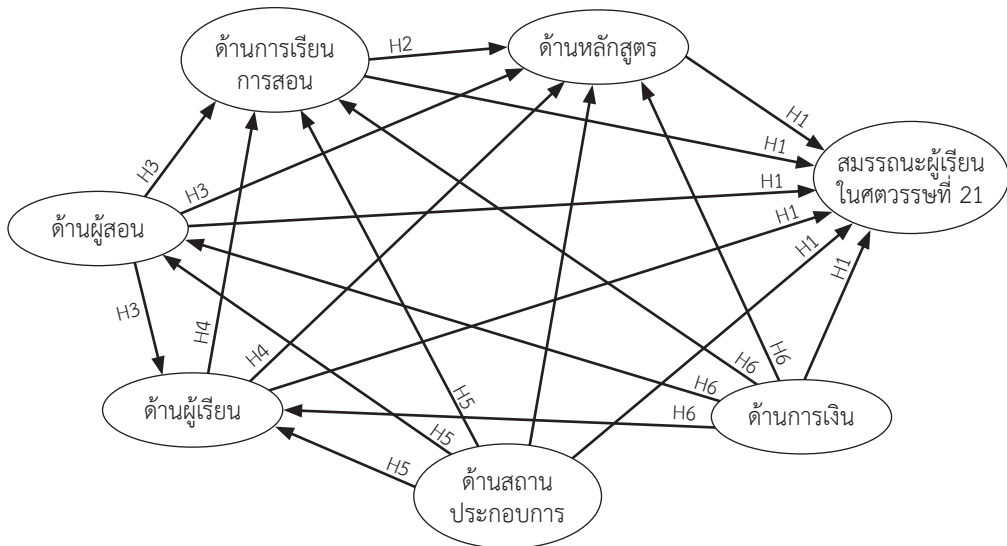 ด้านการเรียน
การสอน
H2
ด้านหลักสูตร
H1
H1
สมรรถนะผู้เรียน
ในศตวรรษที่ 21
H3
H3
H1
ด้านผู้สอน
H1
H1
H1
H3
H4
H4
H5
H6
H6
H6
H6
ด้านผู้เรียน
ด้านการเงิน
H5
H5
ด้านสถาน
ประกอบการ